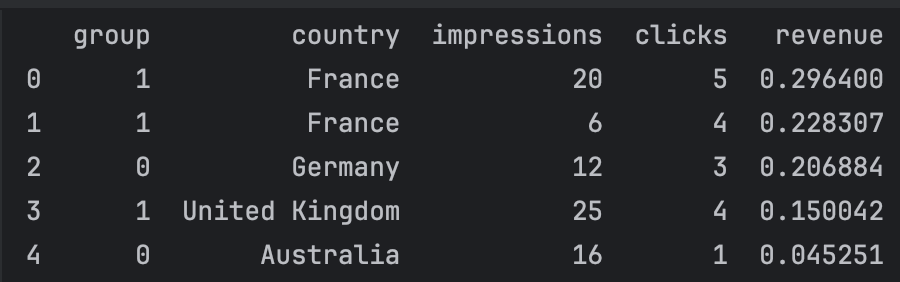 group country impressions clicks revenue
0 1 France 20 5 0.296400
1 1 France 6 4 0.228307
2 0 Germany 12 3 0.206884
3 1 United Kingdom 25 4 0.150042
4 0 Australia 16 1 0.045251